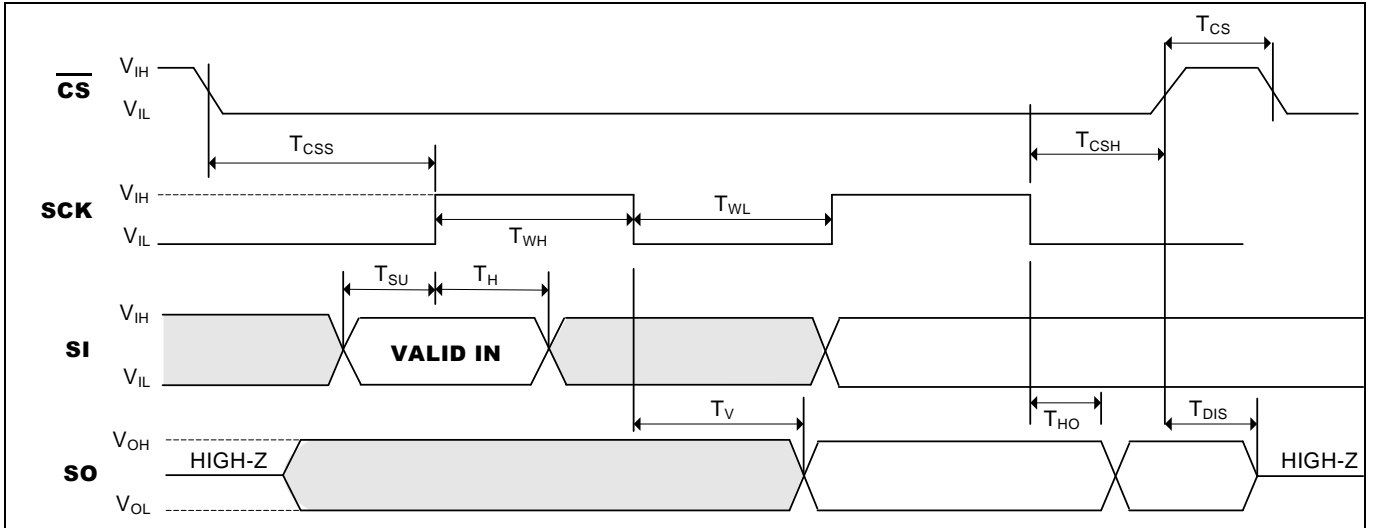 T_CS
V_IH
CS
V_IL
T_CSS
T_CSH
V_IH
SCK
T_WL
T_WH
V_IL
T_SU
T_H
V_IH
SI
VALID IN
V_IL
T_V
T_HO
T_DIS
V_OH
HIGH-Z
HIGH-Z
SO
V_OL